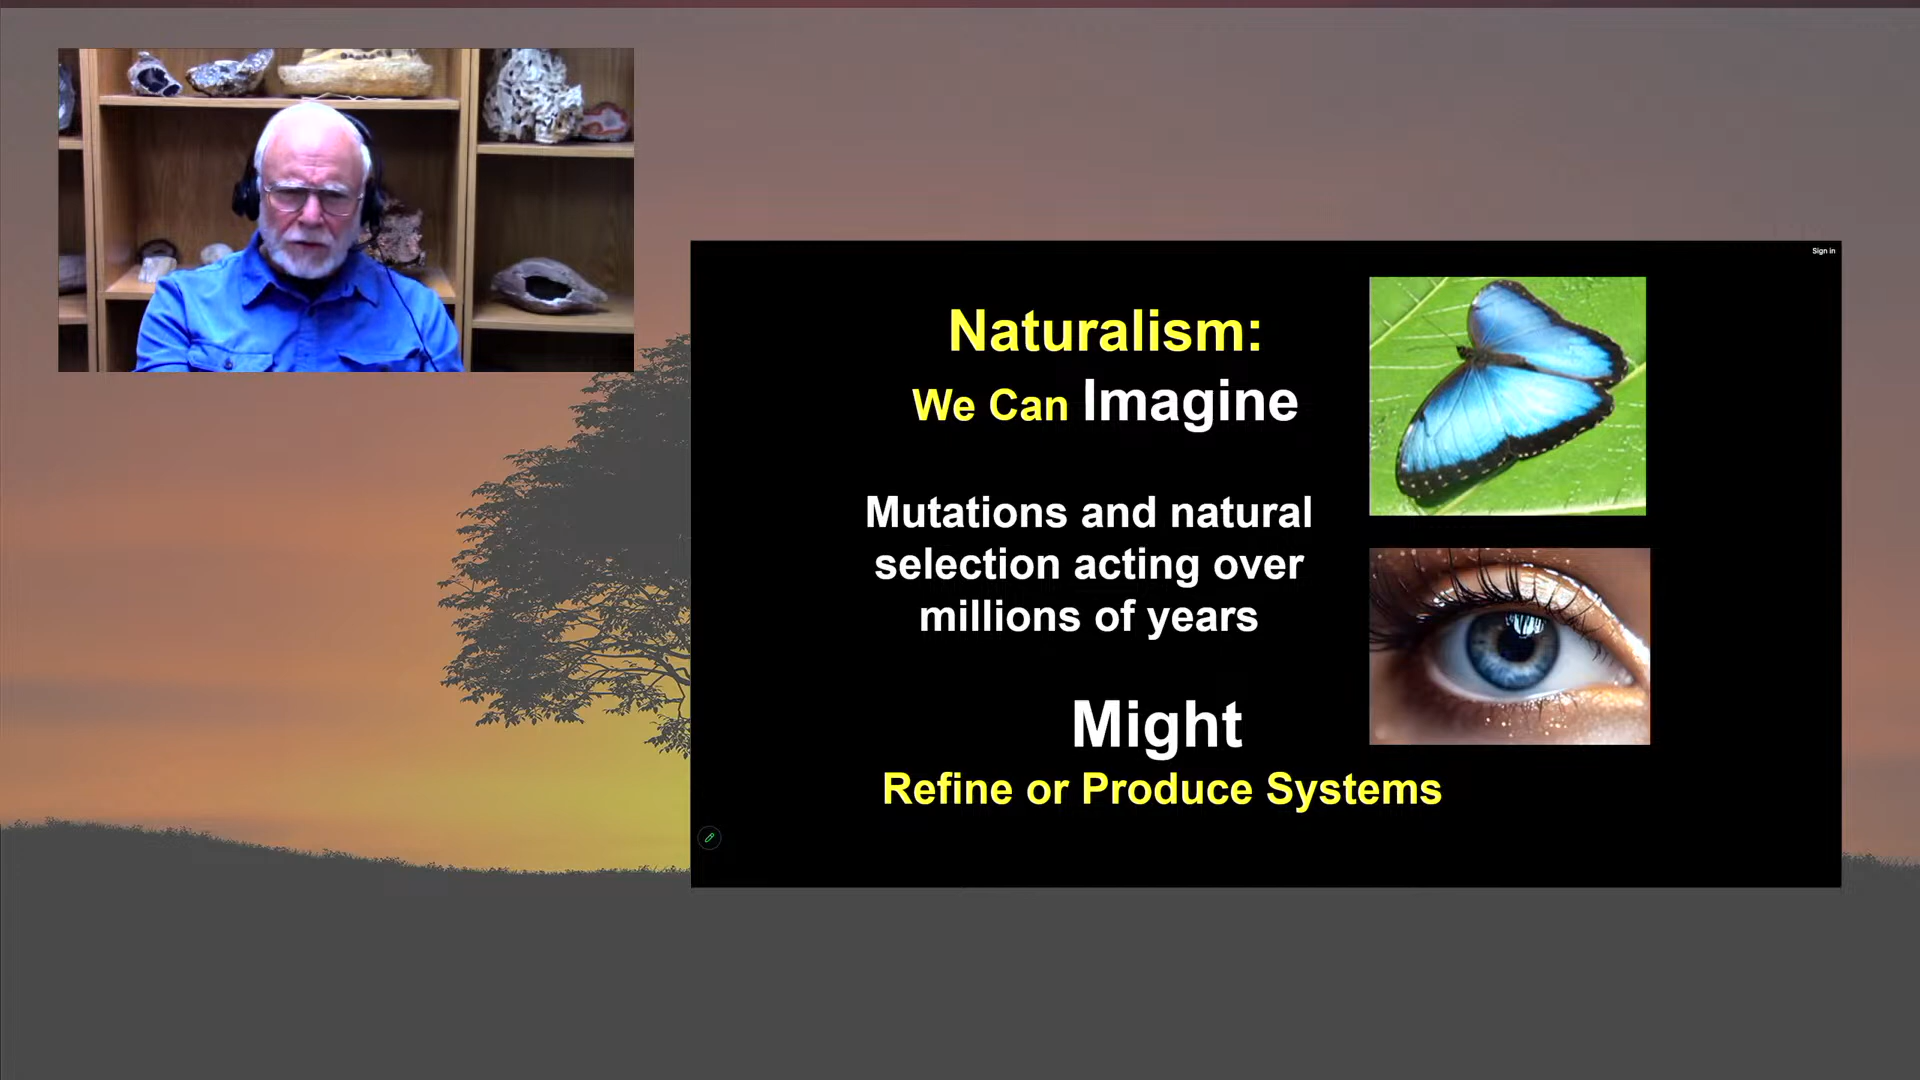 Sign in
Naturalism:
We Can Imagine
Mutations and natural
selection acting over
millions of years
Might
Refine or Produce Systems